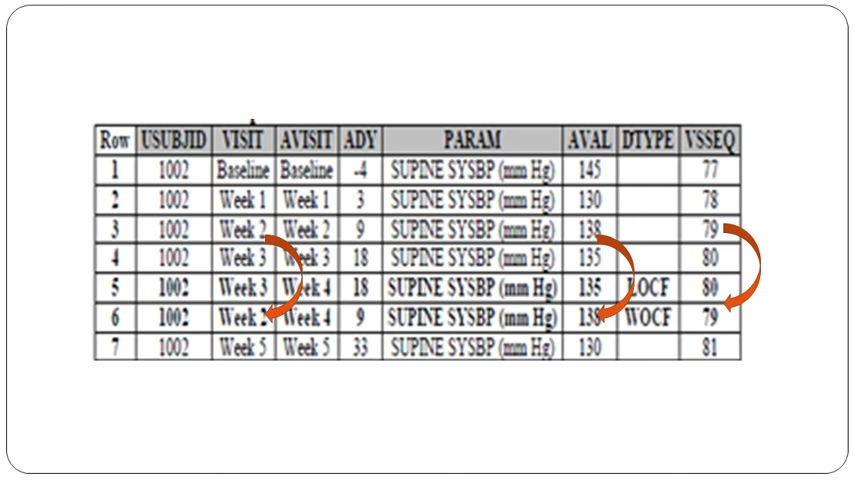 Row USUBJID VISIT AVISIT ADY PARAM AVAL DTYPE VSSEQ
1 1002 Baseline Baseline -4 SUPINE SYSBP (mm Hg) 145 77
2 1002 Week 1 Week 1 3 SUPINE SYSBP (mm Hg) 130 78
3 1002 Week 2 Week 2 9 SUPINE SYSBP (mm Hg) 138 79
4 1002 Week 3 Week 3 18 SUPINE SYSBP (mm Hg) 135 80
5 1002 Week 3 Week 4 18 SUPINE SYSBP (mm Hg) 135 LOCF 80
6 1002 Week 2 Week 4 9 SUPINE SYSBP (mm Hg) 138 WOCF 79
7 1002 Week 5 Week 5 33 SUPINE SYSBP (mm Hg) 130 81